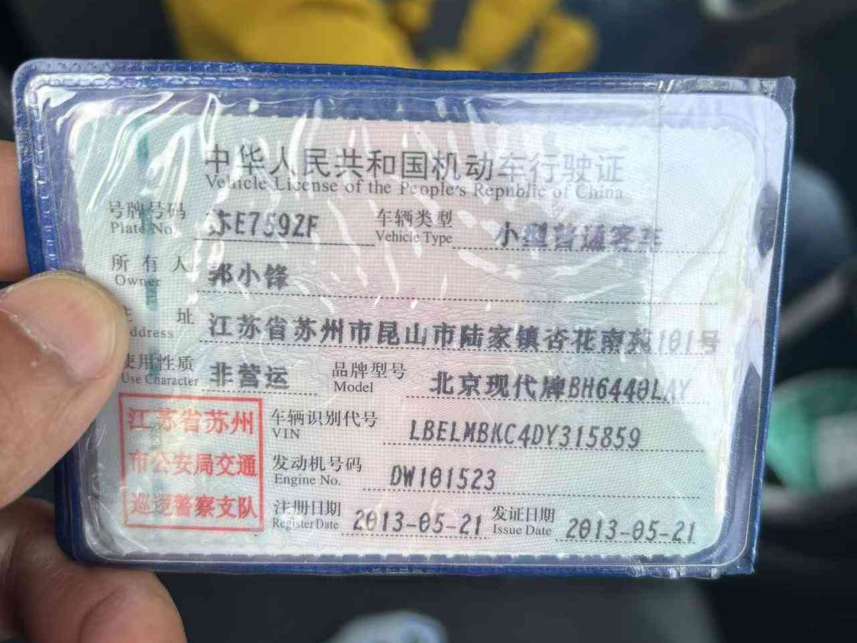 中华人民共和国机动车行驶证
Vehicle License of the People's Republic of China
号牌号码 苏E7592F 车辆类型 小型普通客车
Plate No. Vehicle Type
所有人 郭小锋
Owner
住址 江苏省苏州市昆山市陆家镇杏花南苑101号
Address
使用性质 非营运 品牌型号 北京现代牌BH6440LAY
Use Character Model
江苏省苏州 车辆识别代号 LBELMBKC4DY315859
VIN
市公安局交通 发动机号码 DW101523
Engine No.
巡逻警察支队 注册日期 2013-05-21 发证日期 2013-05-21
Register Date Issue Date